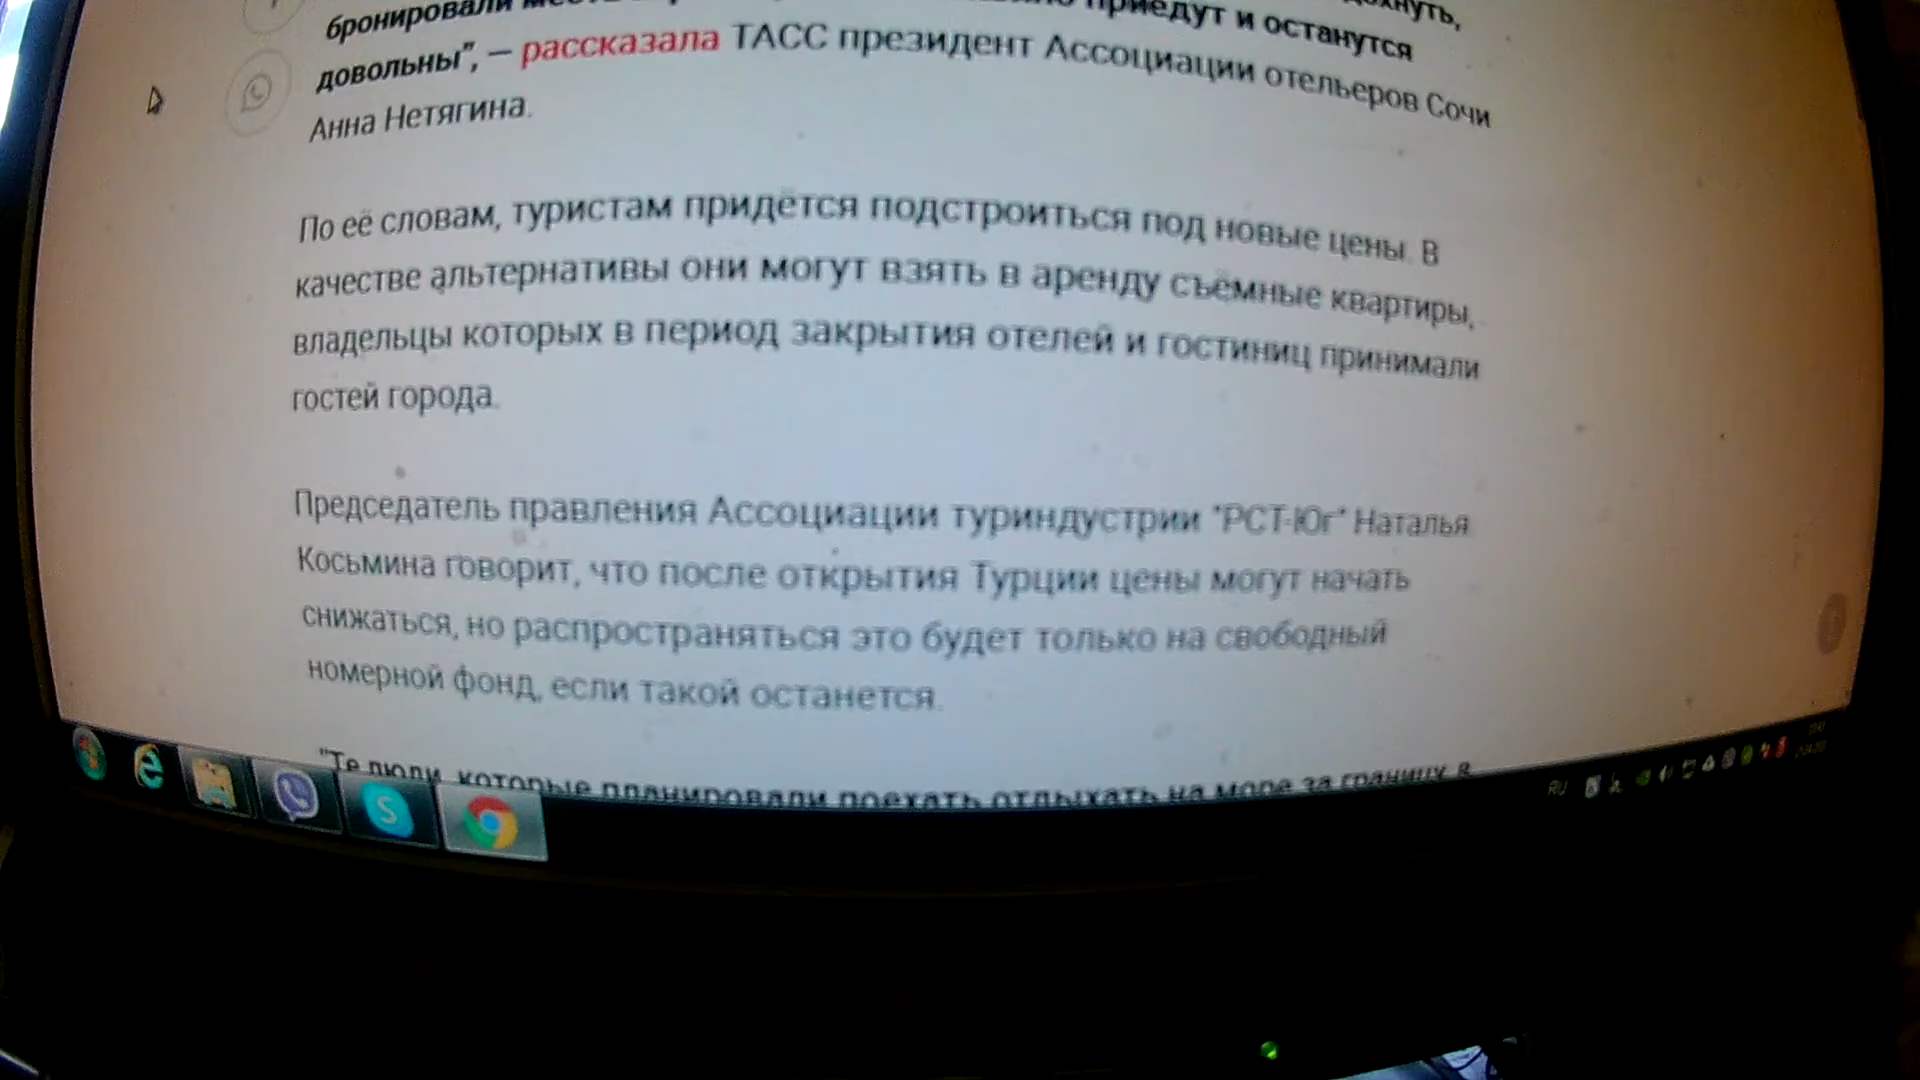 бронировали
приедут и останутся
довольны", — рассказала ТАСС президент Ассоциации отельеров Сочи
Анна Нетягина.
По её словам, туристам придётся подстроиться под новые цены. В
качестве альтернативы они могут взять в аренду съёмные квартиры,
владельцы которых в период закрытия отелей и гостиниц принимали
гостей города.
Председатель правления Ассоциации туриндустрии "РСТ-Юг" Наталья
Косьмина говорит, что после открытия Турции цены могут начать
снижаться, но распространяться это будет только на свободный
номерной фонд, если такой останется.
"Те люди, которые планировали поехать отдыхать на море за границу, в
RU